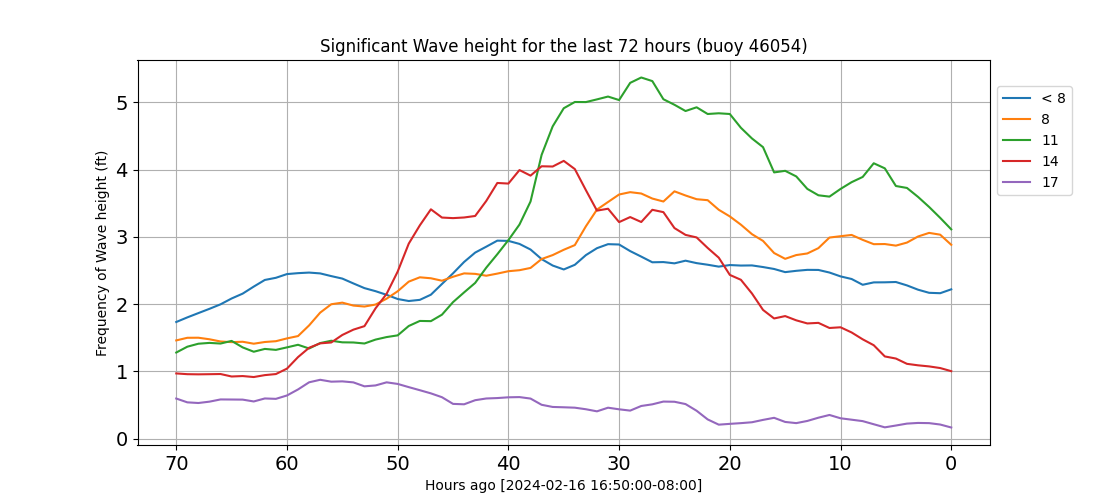 Significant Wave height for the last 72 hours (buoy 46054)
Frequency of Wave height (ft)
5
4
3
2
1
0
70 60 50 40 30 20 10 0
Hours ago [2024-02-16 16:50:00-08:00]
< 8
8
11
14
17